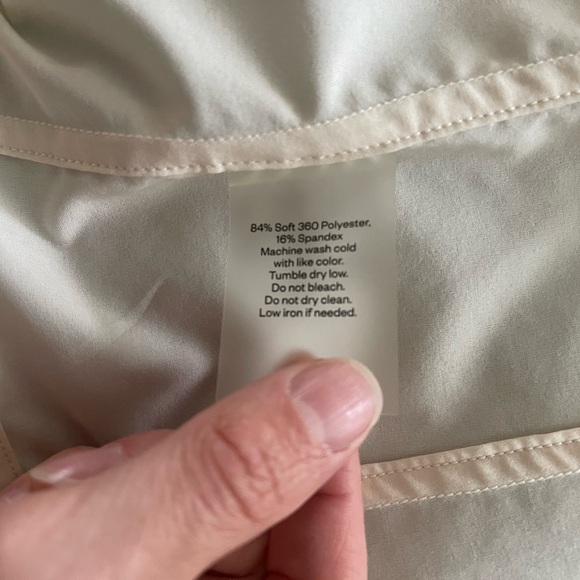 84% Soft 360 Polyester,
16% Spandex
Machine wash cold
with like color.
Tumble dry low.
Do not bleach.
Do not dry clean.
Low iron if needed.